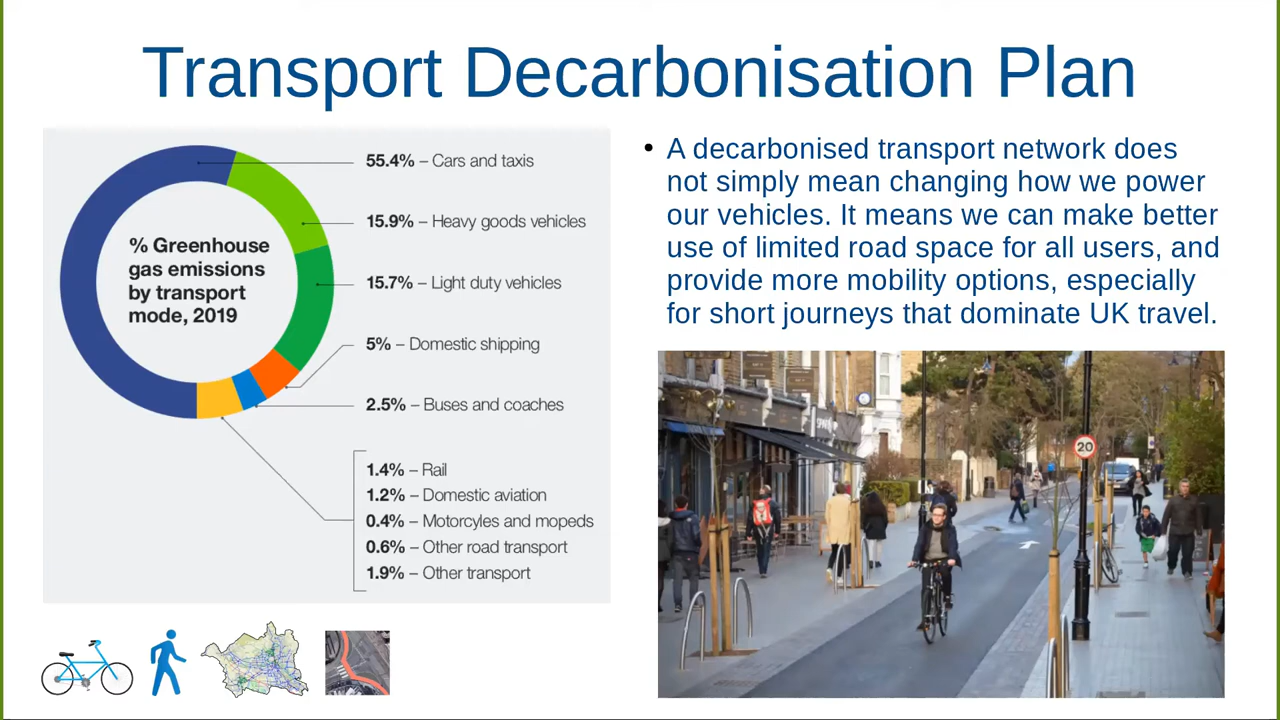 Transport Decarbonisation Plan
% Greenhouse
gas emissions
by transport
mode, 2019
55.4% – Cars and taxis
15.9% – Heavy goods vehicles
15.7% – Light duty vehicles
5% – Domestic shipping
2.5% – Buses and coaches
1.4% – Rail
1.2% – Domestic aviation
0.4% – Motorcyles and mopeds
0.6% – Other road transport
1.9% – Other transport
• A decarbonised transport network does
not simply mean changing how we power
our vehicles. It means we can make better
use of limited road space for all users, and
provide more mobility options, especially
for short journeys that dominate UK travel.
20